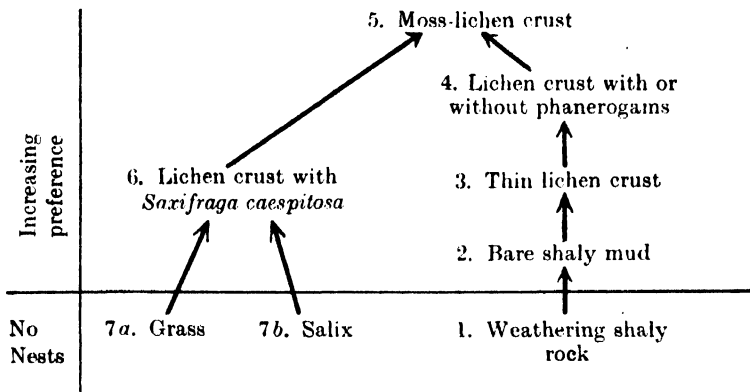 5. Moss-lichen crust
4. Lichen crust with or
without phanerogams
Increasing
preference
6. Lichen crust with
Saxifraga caespitosa
3. Thin lichen crust
2. Bare shaly mud
No
Nests
7a. Grass
7b. Salix
1. Weathering shaly
rock